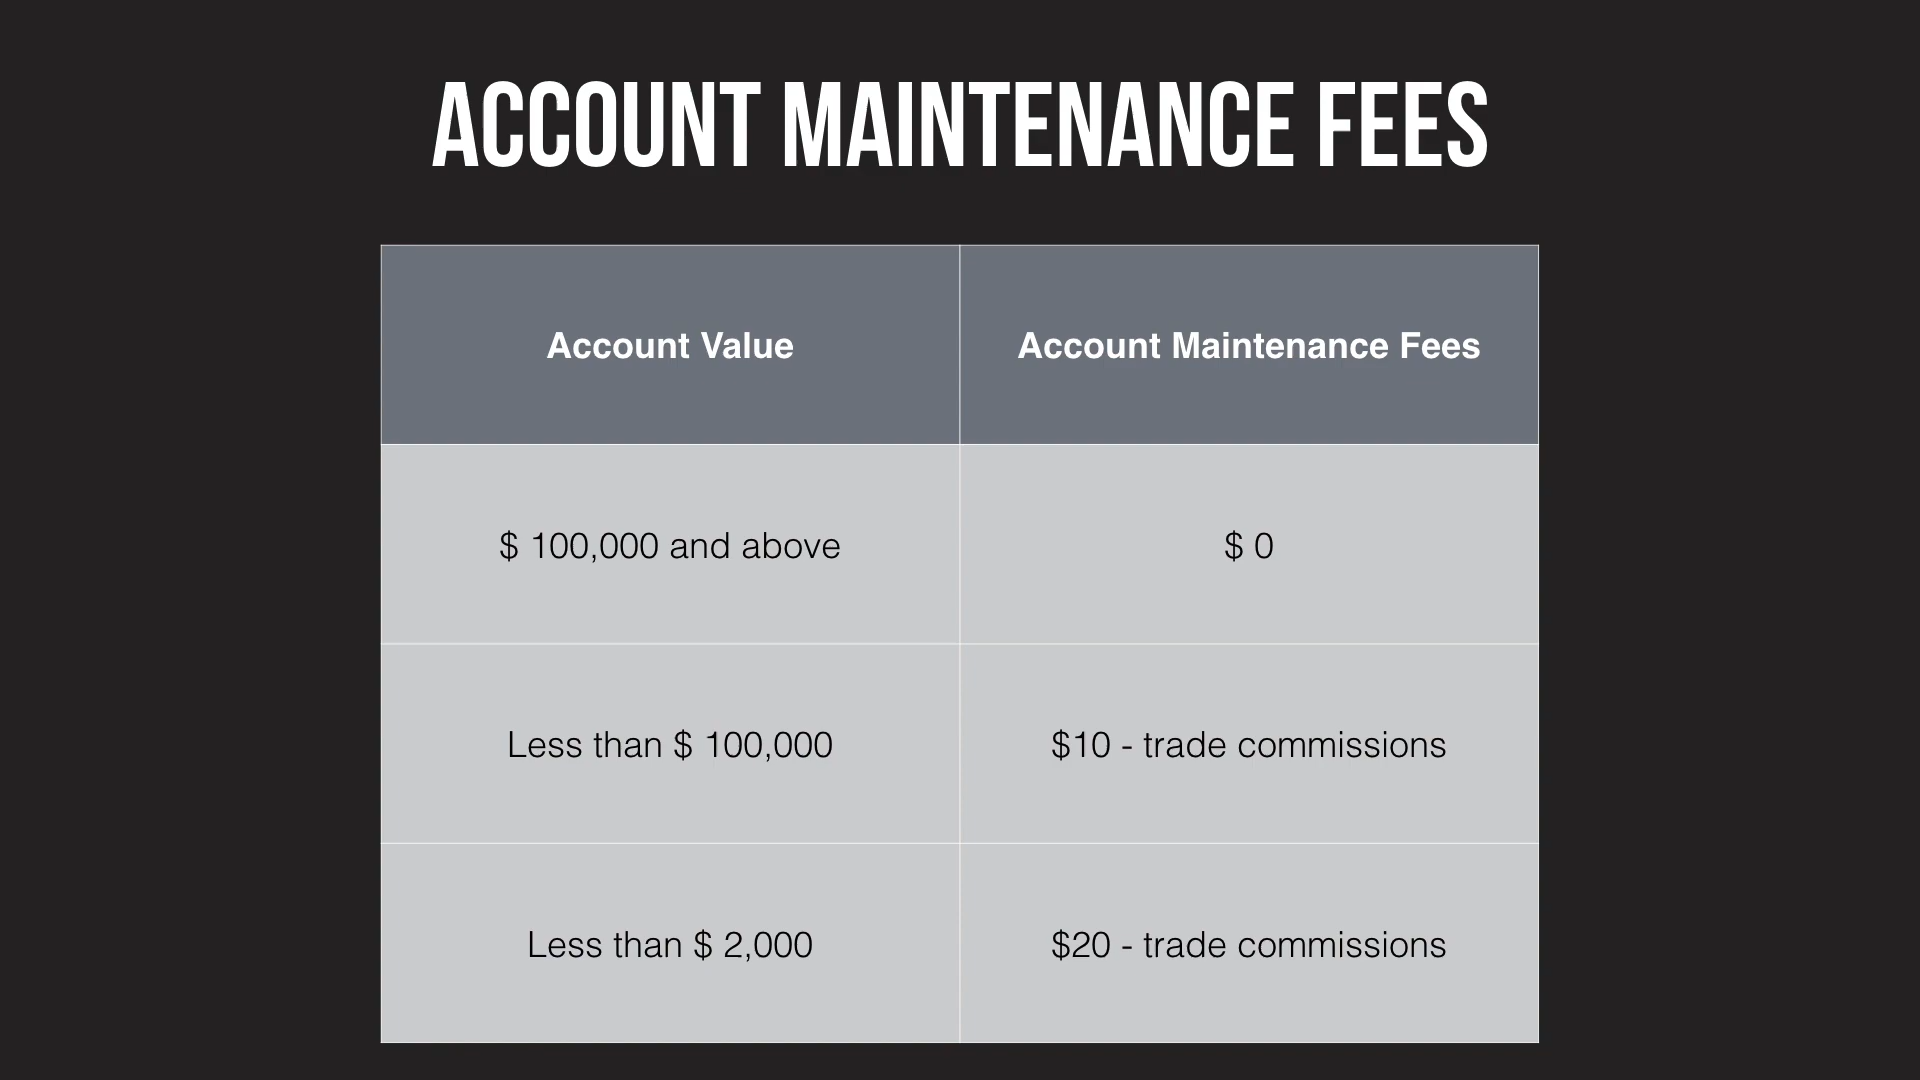 ACCOUNT MAINTENANCE FEES
Account Value
Account Maintenance Fees
$ 100,000 and above
$ 0
Less than $ 100,000
$10 - trade commissions
Less than $ 2,000
$20 - trade commissions